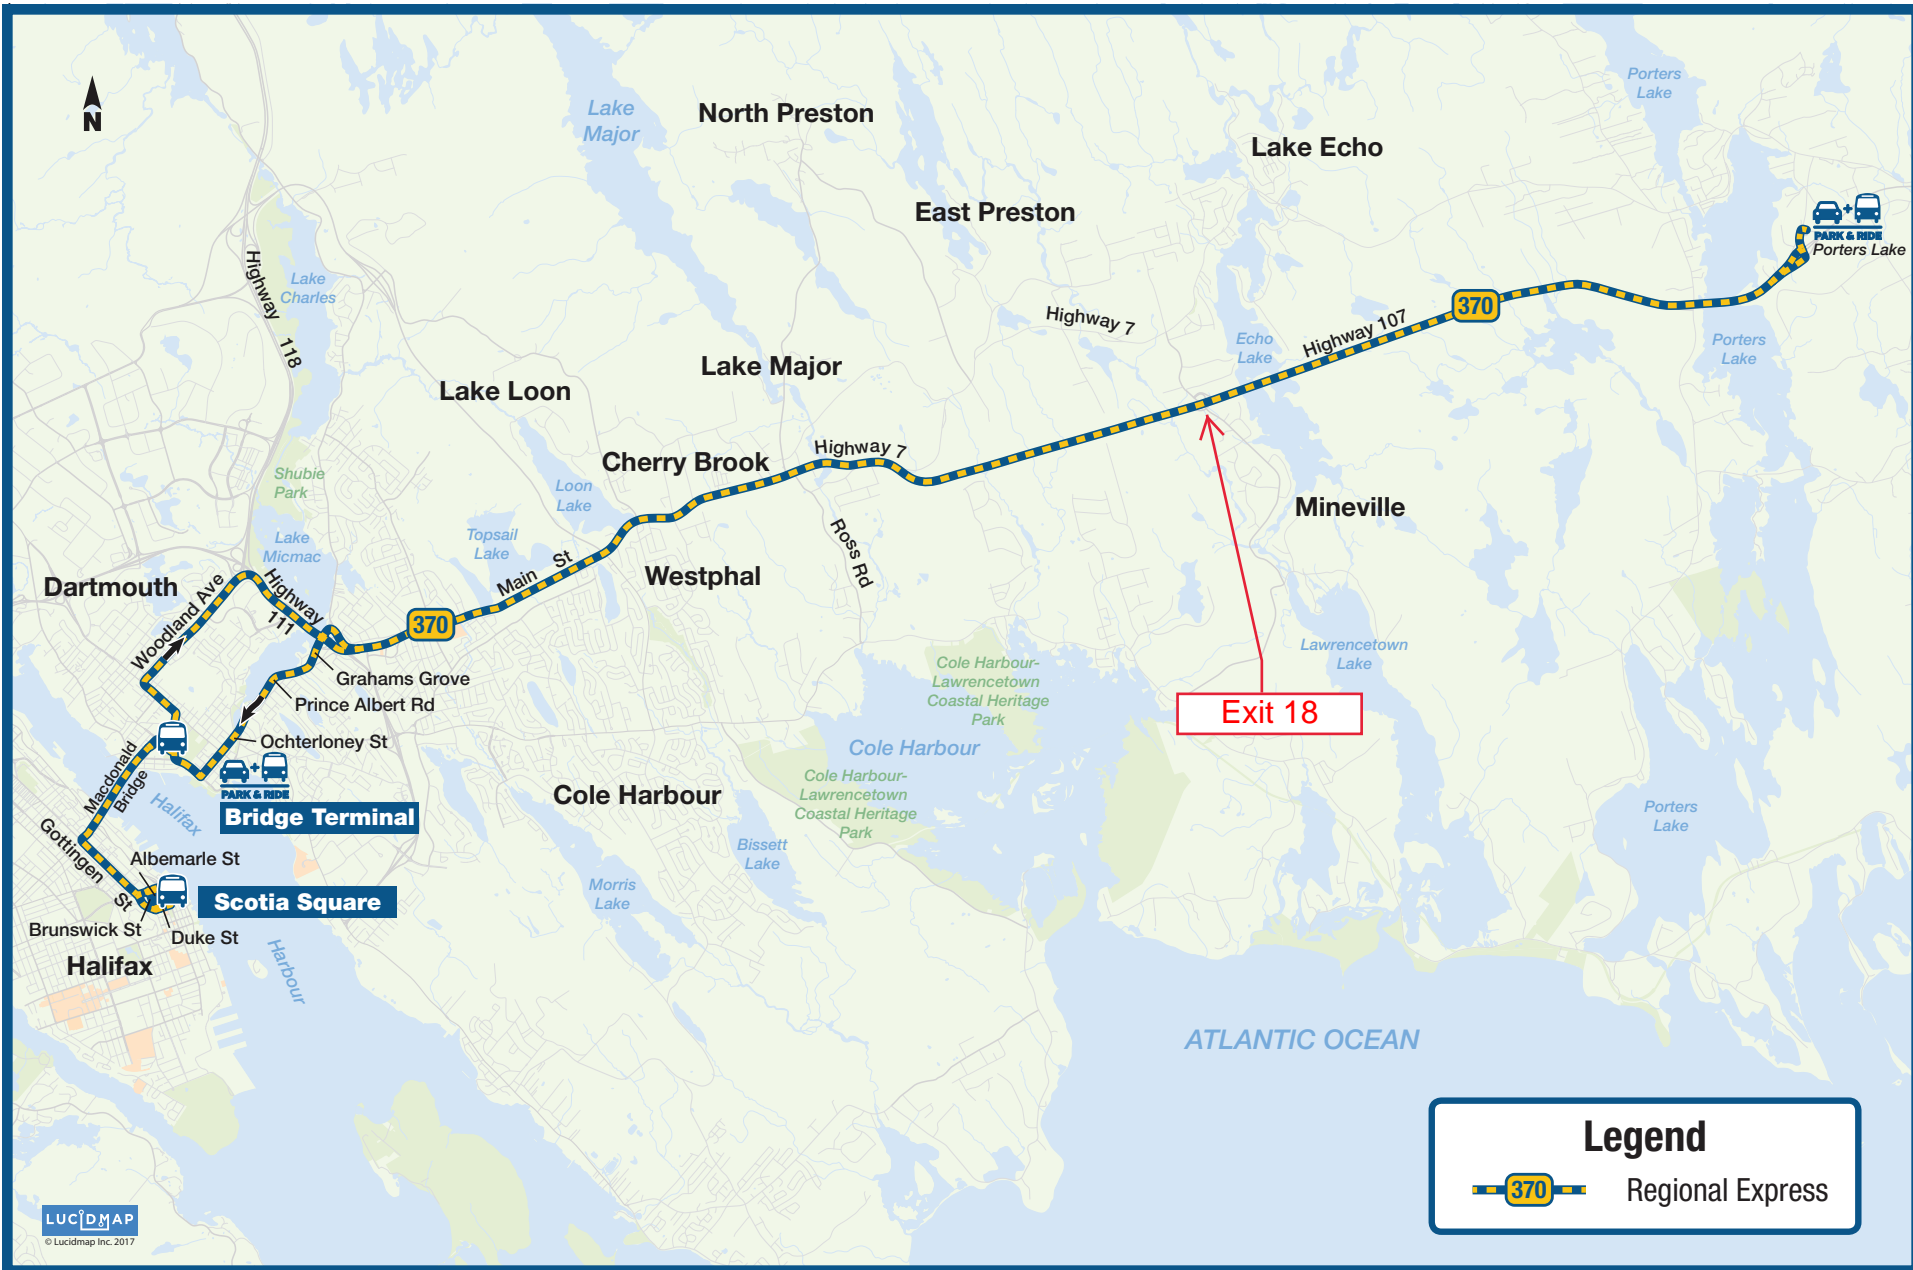 N
Lake
Major
North Preston
Lake Echo
Porters
Lake
East Preston
PARK & RIDE
Porters Lake
Highway
118
Lake
Charles
Highway 7
Echo
Lake
Highway 107
370
Porters
Lake
Lake Major
Lake Loon
Cherry Brook
Highway 7
Shubie
Park
Loon
Lake
Mineville
Topsail
Lake
Lake
Micmac
Ross Rd
Main St
Westphal
Dartmouth
Woodland Ave
Highway
111
370
Grahams Grove
Prince Albert Rd
Ochterloney St
Lawrencetown
Lake
Cole Harbour-
Lawrencetown
Coastal Heritage
Park
Exit 18
Cole Harbour
Cole Harbour-
Lawrencetown
Coastal Heritage
Park
Macdonald
Bridge
PARK & RIDE
Bridge Terminal
Halifax
Cole Harbour
Porters
Lake
Gottingen St
Albemarle St
Bissett
Lake
Morris
Lake
Scotia Square
Brunswick St
Duke St
Harbour
Halifax
ATLANTIC OCEAN
Legend
370 Regional Express
LUCIDMAP
© Lucidmap Inc. 2017